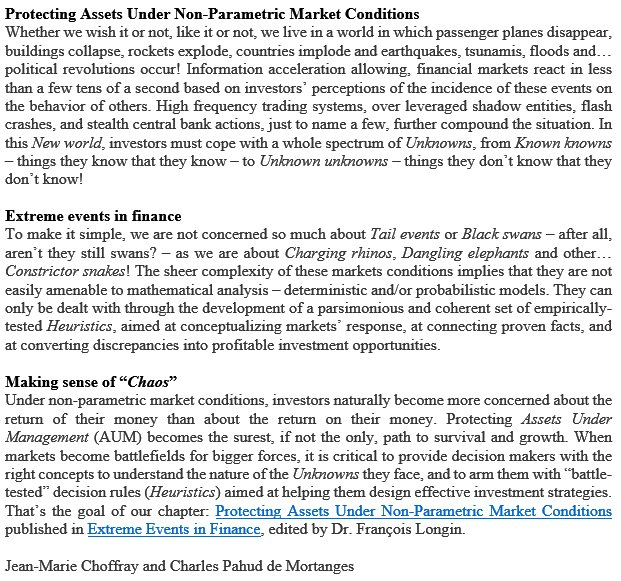 Protecting Assets Under Non-Parametric Market Conditions
Whether we wish it or not, like it or not, we live in a world in which passenger planes disappear,
buildings collapse, rockets explode, countries implode and earthquakes, tsunamis, floods and…
political revolutions occur! Information acceleration allowing, financial markets react in less
than a few tens of a second based on investors’ perceptions of the incidence of these events on
the behavior of others. High frequency trading systems, over leveraged shadow entities, flash
crashes, and stealth central bank actions, just to name a few, further compound the situation. In
this New world, investors must cope with a whole spectrum of Unknowns, from Known knowns
– things they know that they know – to Unknown unknowns – things they don’t know that they
don’t know!
Extreme events in finance
To make it simple, we are not concerned so much about Tail events or Black swans – after all,
aren’t they still swans? – as we are about Charging rhinos, Dangling elephants and other…
Constrictor snakes! The sheer complexity of these markets conditions implies that they are not
easily amenable to mathematical analysis – deterministic and/or probabilistic models. They can
only be dealt with through the development of a parsimonious and coherent set of empirically-
tested Heuristics, aimed at conceptualizing markets’ response, at connecting proven facts, and
at converting discrepancies into profitable investment opportunities.
Making sense of “Chaos”
Under non-parametric market conditions, investors naturally become more concerned about the
return of their money than about the return on their money. Protecting Assets Under
Management (AUM) becomes the surest, if not the only, path to survival and growth. When
markets become battlefields for bigger forces, it is critical to provide decision makers with the
right concepts to understand the nature of the Unknowns they face, and to arm them with “battle-
tested” decision rules (Heuristics) aimed at helping them design effective investment strategies.
That’s the goal of our chapter: Protecting Assets Under Non-Parametric Market Conditions
published in Extreme Events in Finance, edited by Dr. François Longin.
Jean-Marie Choffray and Charles Pahud de Mortanges